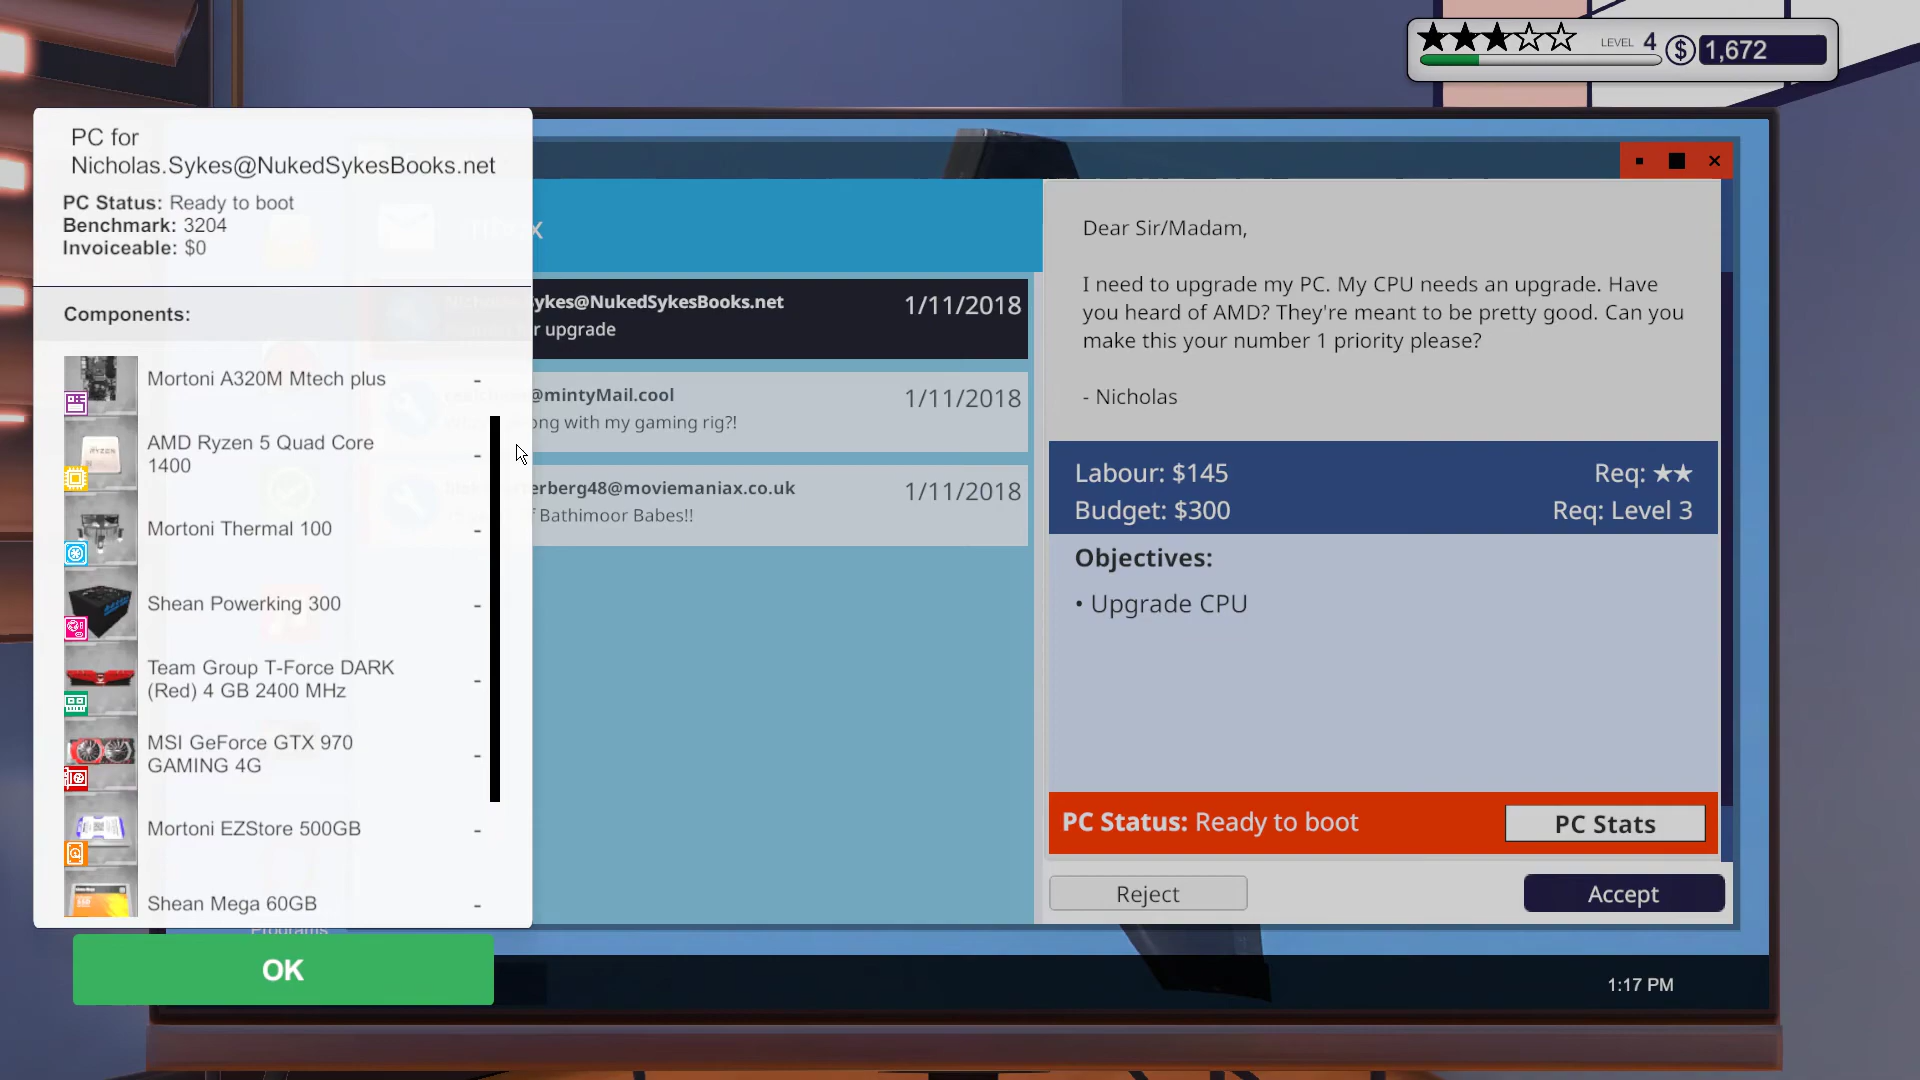 LEVEL 4
$ 1,672
PC for
Nicholas.Sykes@NukedSykesBooks.net
PC Status: Ready to boot
Benchmark: 3204
Invoiceable: $0
Components:
Mortoni A320M Mtech plus -
AMD Ryzen 5 Quad Core
1400 -
Mortoni Thermal 100 -
Shean Powerking 300 -
Team Group T-Force DARK
(Red) 4 GB 2400 MHz -
MSI GeForce GTX 970
GAMING 4G -
Mortoni EZStore 500GB -
Shean Mega 60GB -
OK
Programs
Nicholas.Sykes@NukedSykesBooks.net 1/11/2018
r upgrade
@mintyMail.cool 1/11/2018
ong with my gaming rig?!
erberg48@moviemaniax.co.uk 1/11/2018
Bathimoor Babes!!
Dear Sir/Madam,
I need to upgrade my PC. My CPU needs an upgrade. Have
you heard of AMD? They're meant to be pretty good. Can you
make this your number 1 priority please?
- Nicholas
Labour: $145 Req: ★★
Budget: $300 Req: Level 3
Objectives:
• Upgrade CPU
PC Status: Ready to boot PC Stats
Reject Accept
1:17 PM